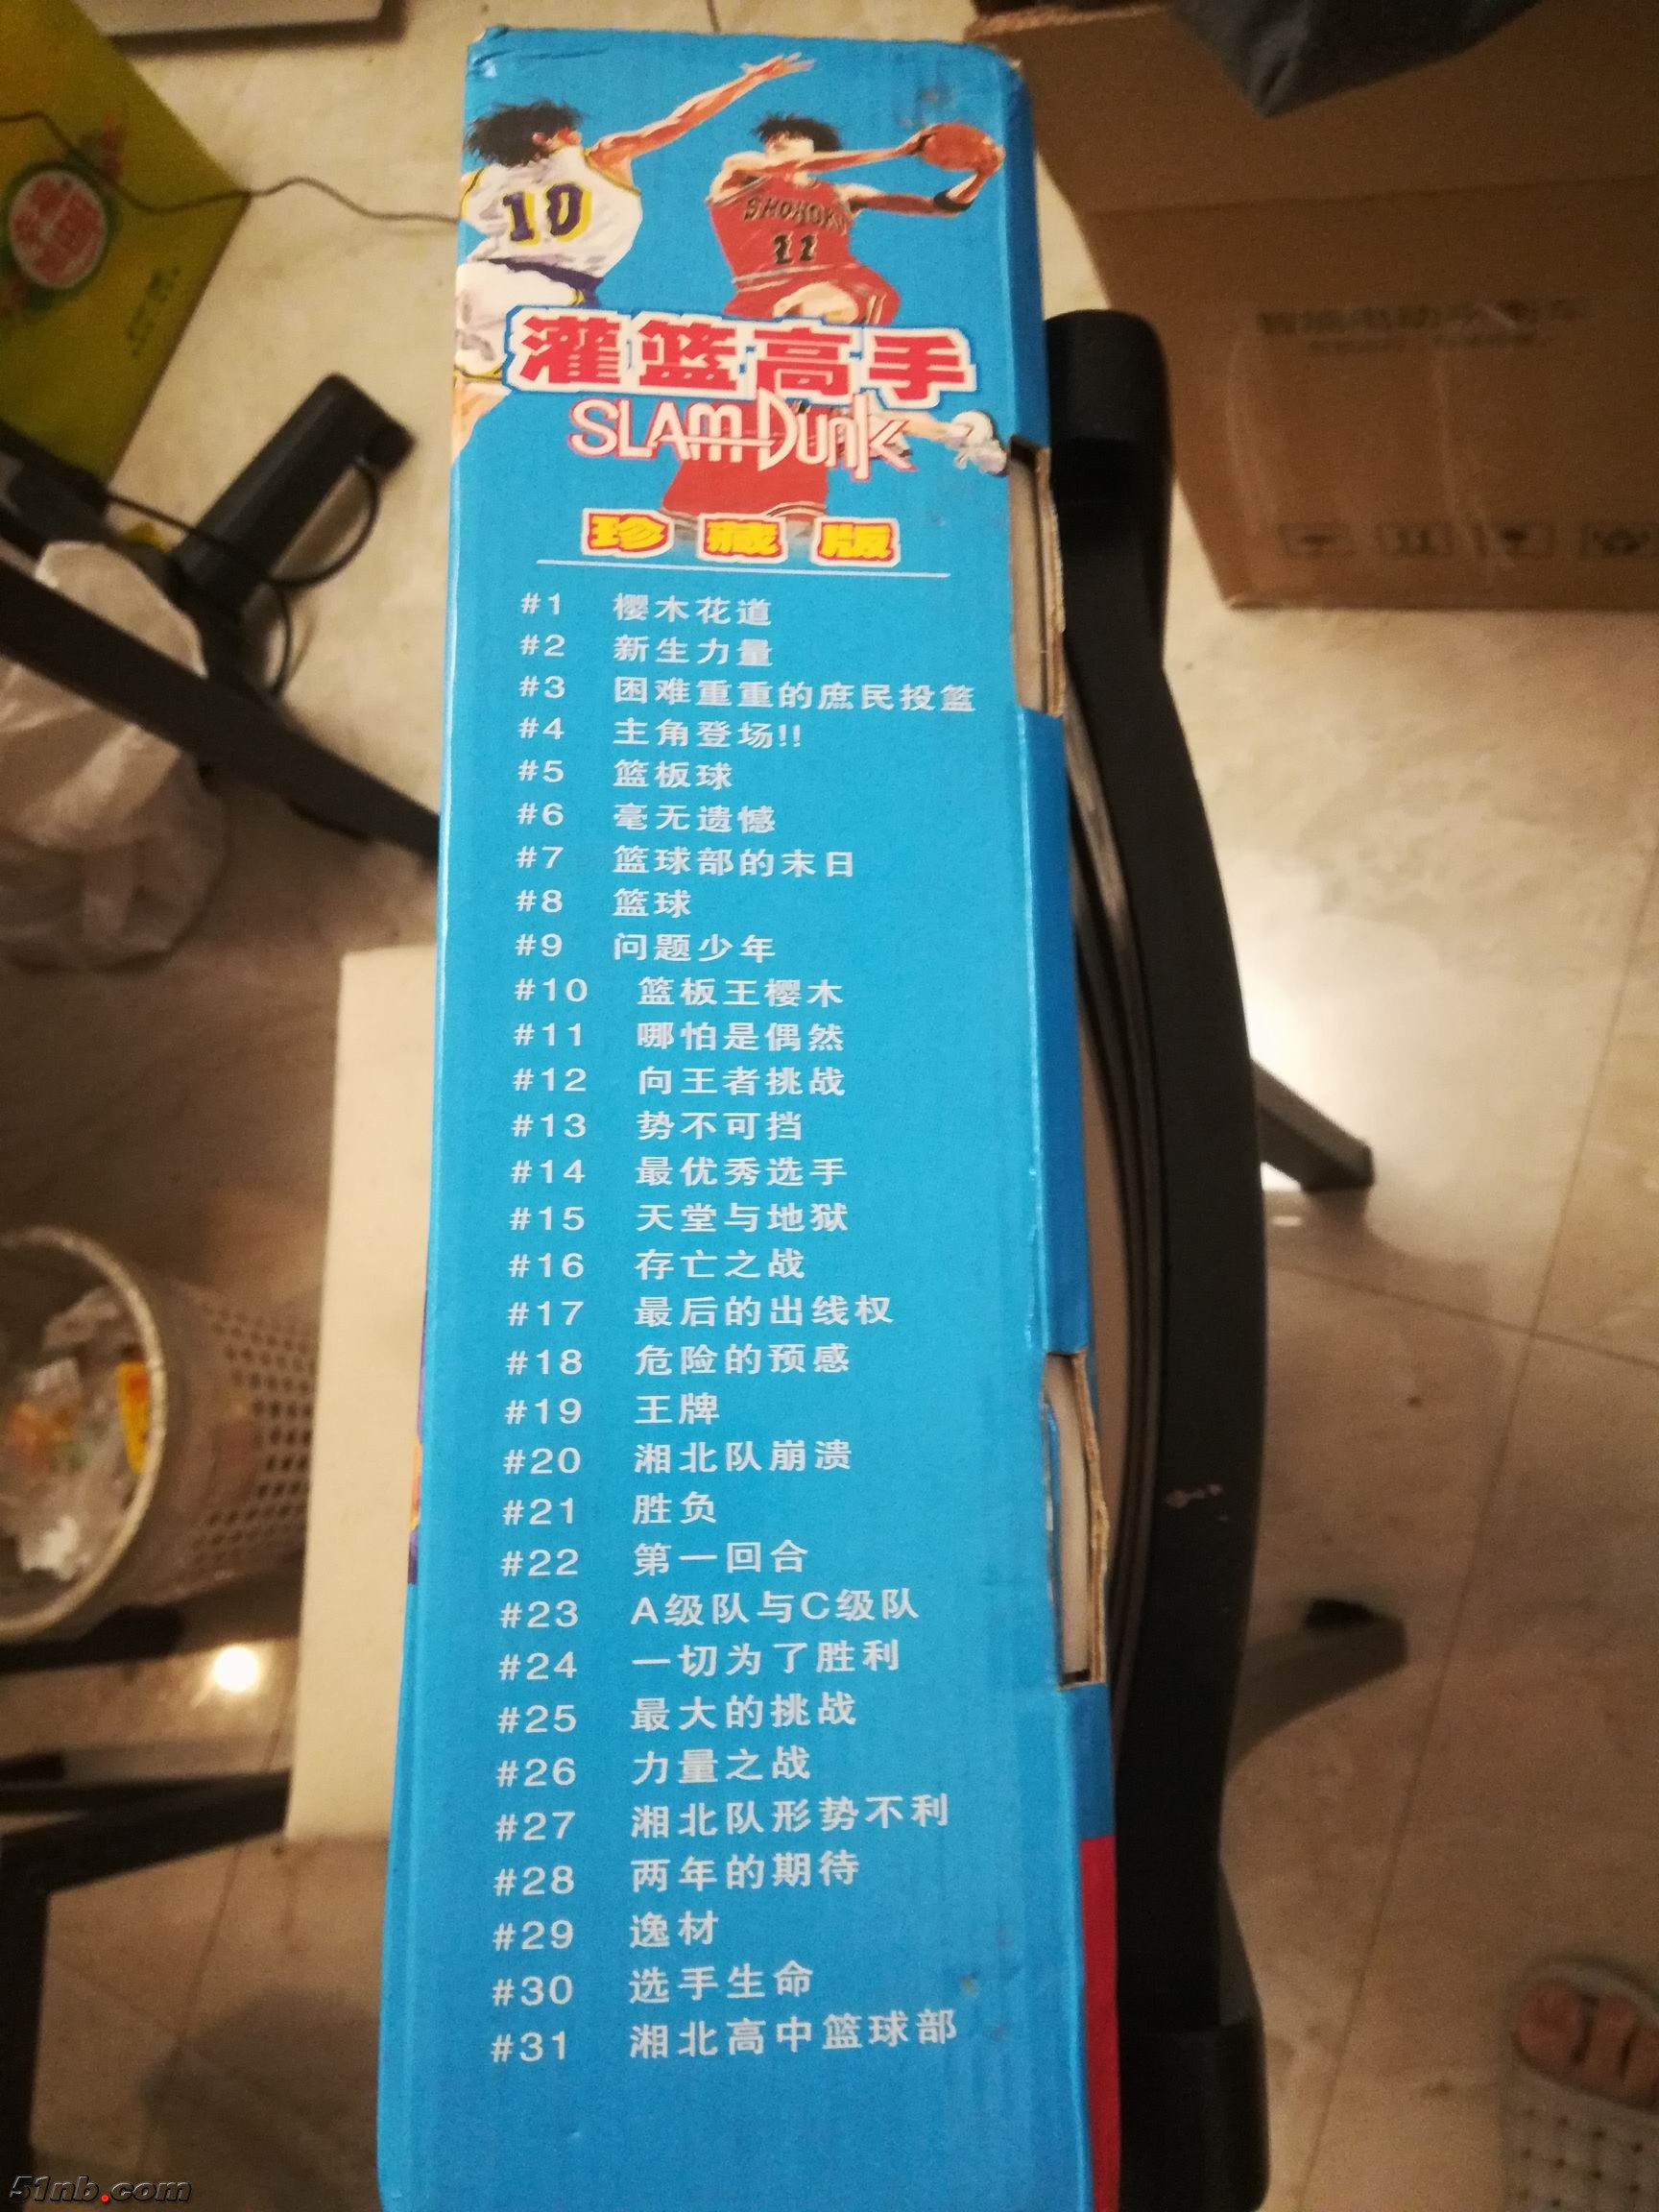 10
SHOHOKU
11
灌篮高手
SLAM DUNK
珍藏版
#1 樱木花道
#2 新生力量
#3 困难重重的庶民投篮
#4 主角登场!!
#5 篮板球
#6 毫无遗憾
#7 篮球部的末日
#8 篮球
#9 问题少年
#10 篮板王樱木
#11 哪怕是偶然
#12 向王者挑战
#13 势不可挡
#14 最优秀选手
#15 天堂与地狱
#16 存亡之战
#17 最后的出线权
#18 危险的预感
#19 王牌
#20 湘北队崩溃
#21 胜负
#22 第一回合
#23 A级队与C级队
#24 一切为了胜利
#25 最大的挑战
#26 力量之战
#27 湘北队形势不利
#28 两年的期待
#29 逸材
#30 选手生命
#31 湘北高中篮球部
51nb.com